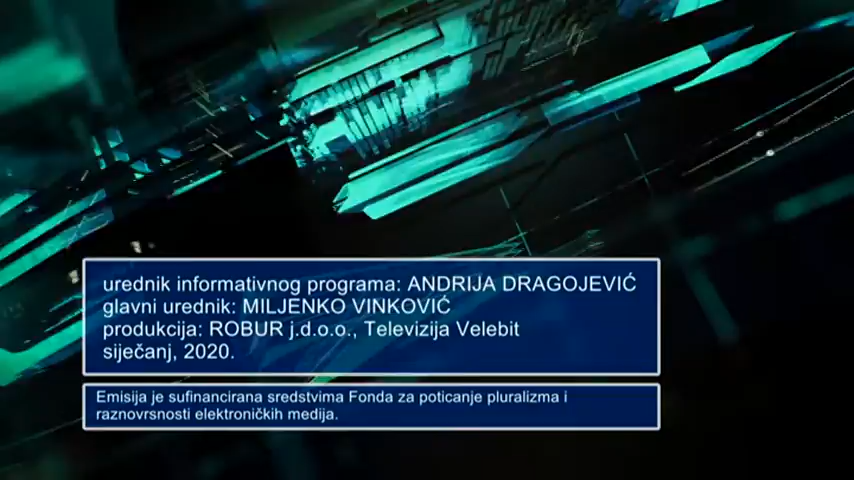 urednik informativnog programa: ANDRIJA DRAGOJEVIĆ
glavni urednik: MILJENKO VINKOVIĆ
produkcija: ROBUR j.d.o.o., Televizija Velebit
siječanj, 2020.
Emisija je sufinancirana sredstvima Fonda za poticanje pluralizma i
raznovrsnosti elektroničkih medija.